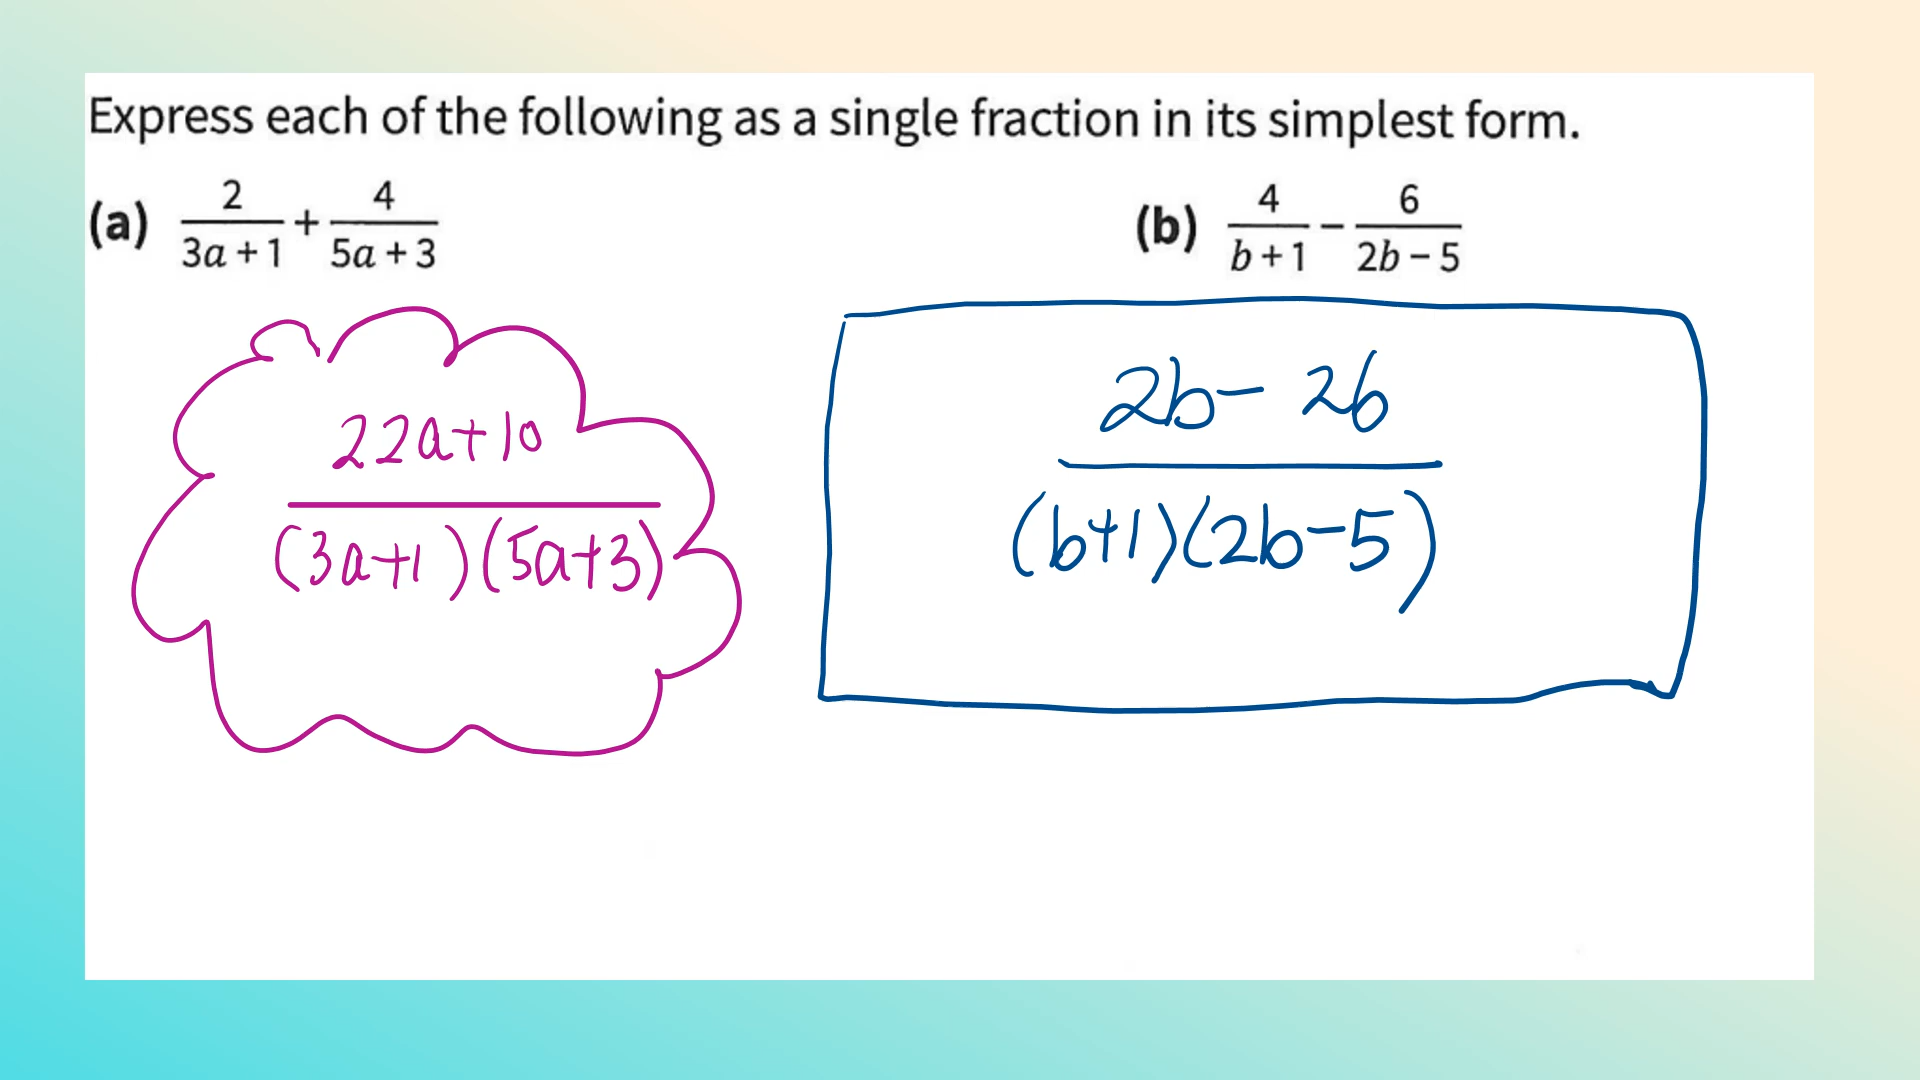 Express each of the following as a single fraction in its simplest form.
(a) 2/(3a + 1) + 4/(5a + 3)
(b) 4/(b + 1) − 6/(2b − 5)
22a+10
(3a+1)(5a+3)
2b- 26
(b+1)(2b-5)